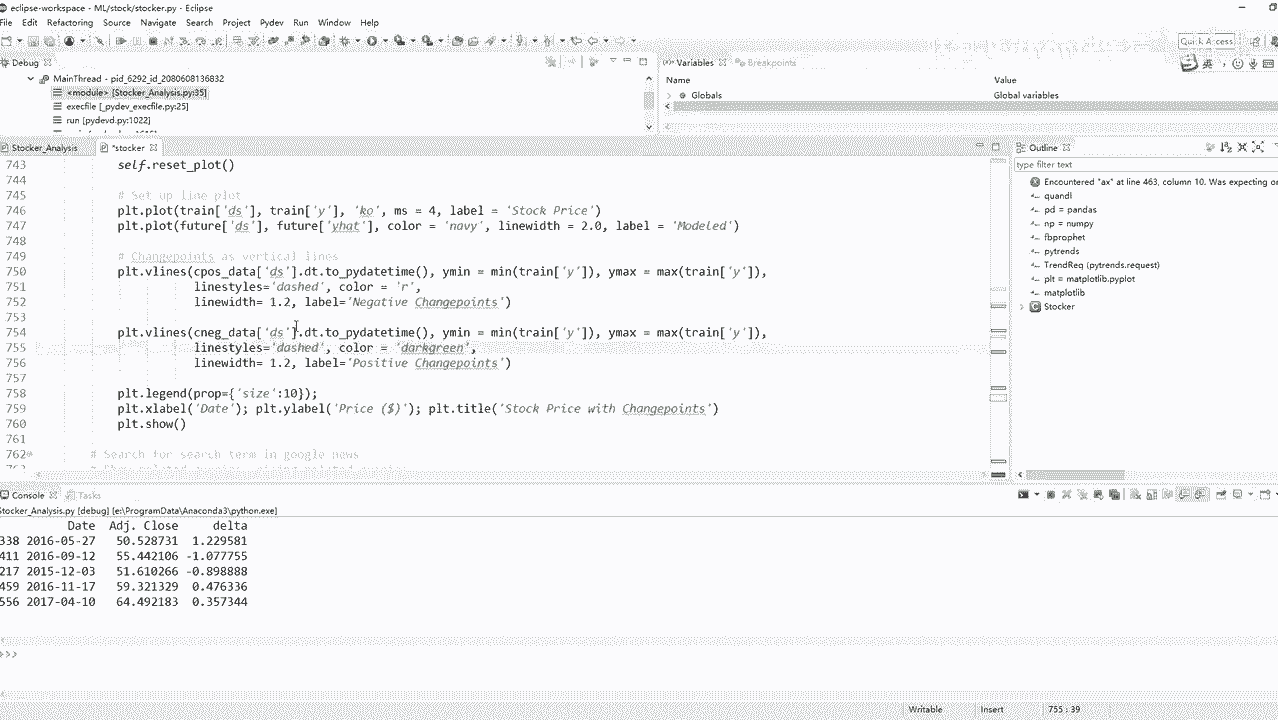 eclipse-workspace - ML/stock/stocker.py - Eclipse
File Edit Refactoring Source Navigate Search Project Pydev Run Window Help
Quick Access
Debug
MainThread - pid_6292_id_2080608136832
<module> [Stocker_Analysis.py:35]
execfile [_pydev_execfile.py:25]
run [pydevd.py:1022]
Variables Breakpoints
Name Value
Globals Global variables
Stocker_Analysis *stocker
743 self.reset_plot()
744
745 # Set up line plot
746 plt.plot(train['ds'], train['y'], 'ko', ms = 4, label = 'Stock Price')
747 plt.plot(future['ds'], future['yhat'], color = 'navy', linewidth = 2.0, label = 'Modeled')
748
749 # Changepoints as vertical lines
750 plt.vlines(cpos_data['ds'].dt.to_pydatetime(), ymin = min(train['y']), ymax = max(train['y']),
751 linestyles='dashed', color = 'r',
752 linewidth= 1.2, label='Negative Changepoints')
753
754 plt.vlines(cneg_data['ds'].dt.to_pydatetime(), ymin = min(train['y']), ymax = max(train['y']),
755 linestyles='dashed', color = 'darkgreen',
756 linewidth= 1.2, label='Positive Changepoints')
757
758 plt.legend(prop={'size':10});
759 plt.xlabel('Date'); plt.ylabel('Price ($)'); plt.title('Stock Price with Changepoints')
760 plt.show()
761
762 # Search for search term in google news
Outline
type filter text
Encountered "ax" at line 463, column 10. Was expecting
quandl
pd = pandas
np = numpy
fbprophet
pytrends
TrendReq (pytrends.request)
plt = matplotlib.pyplot
matplotlib
Stocker
Console Tasks
Stocker_Analysis.py [debug] [e:\ProgramData\Anaconda3\python.exe]
Date Adj. Close delta
338 2016-05-27 50.528731 1.229581
411 2016-09-12 55.442106 -1.077755
217 2015-12-03 51.610266 -0.898888
459 2016-11-17 59.321329 0.476336
556 2017-04-10 64.492183 0.357344
>>>
Writable Insert 755 : 39